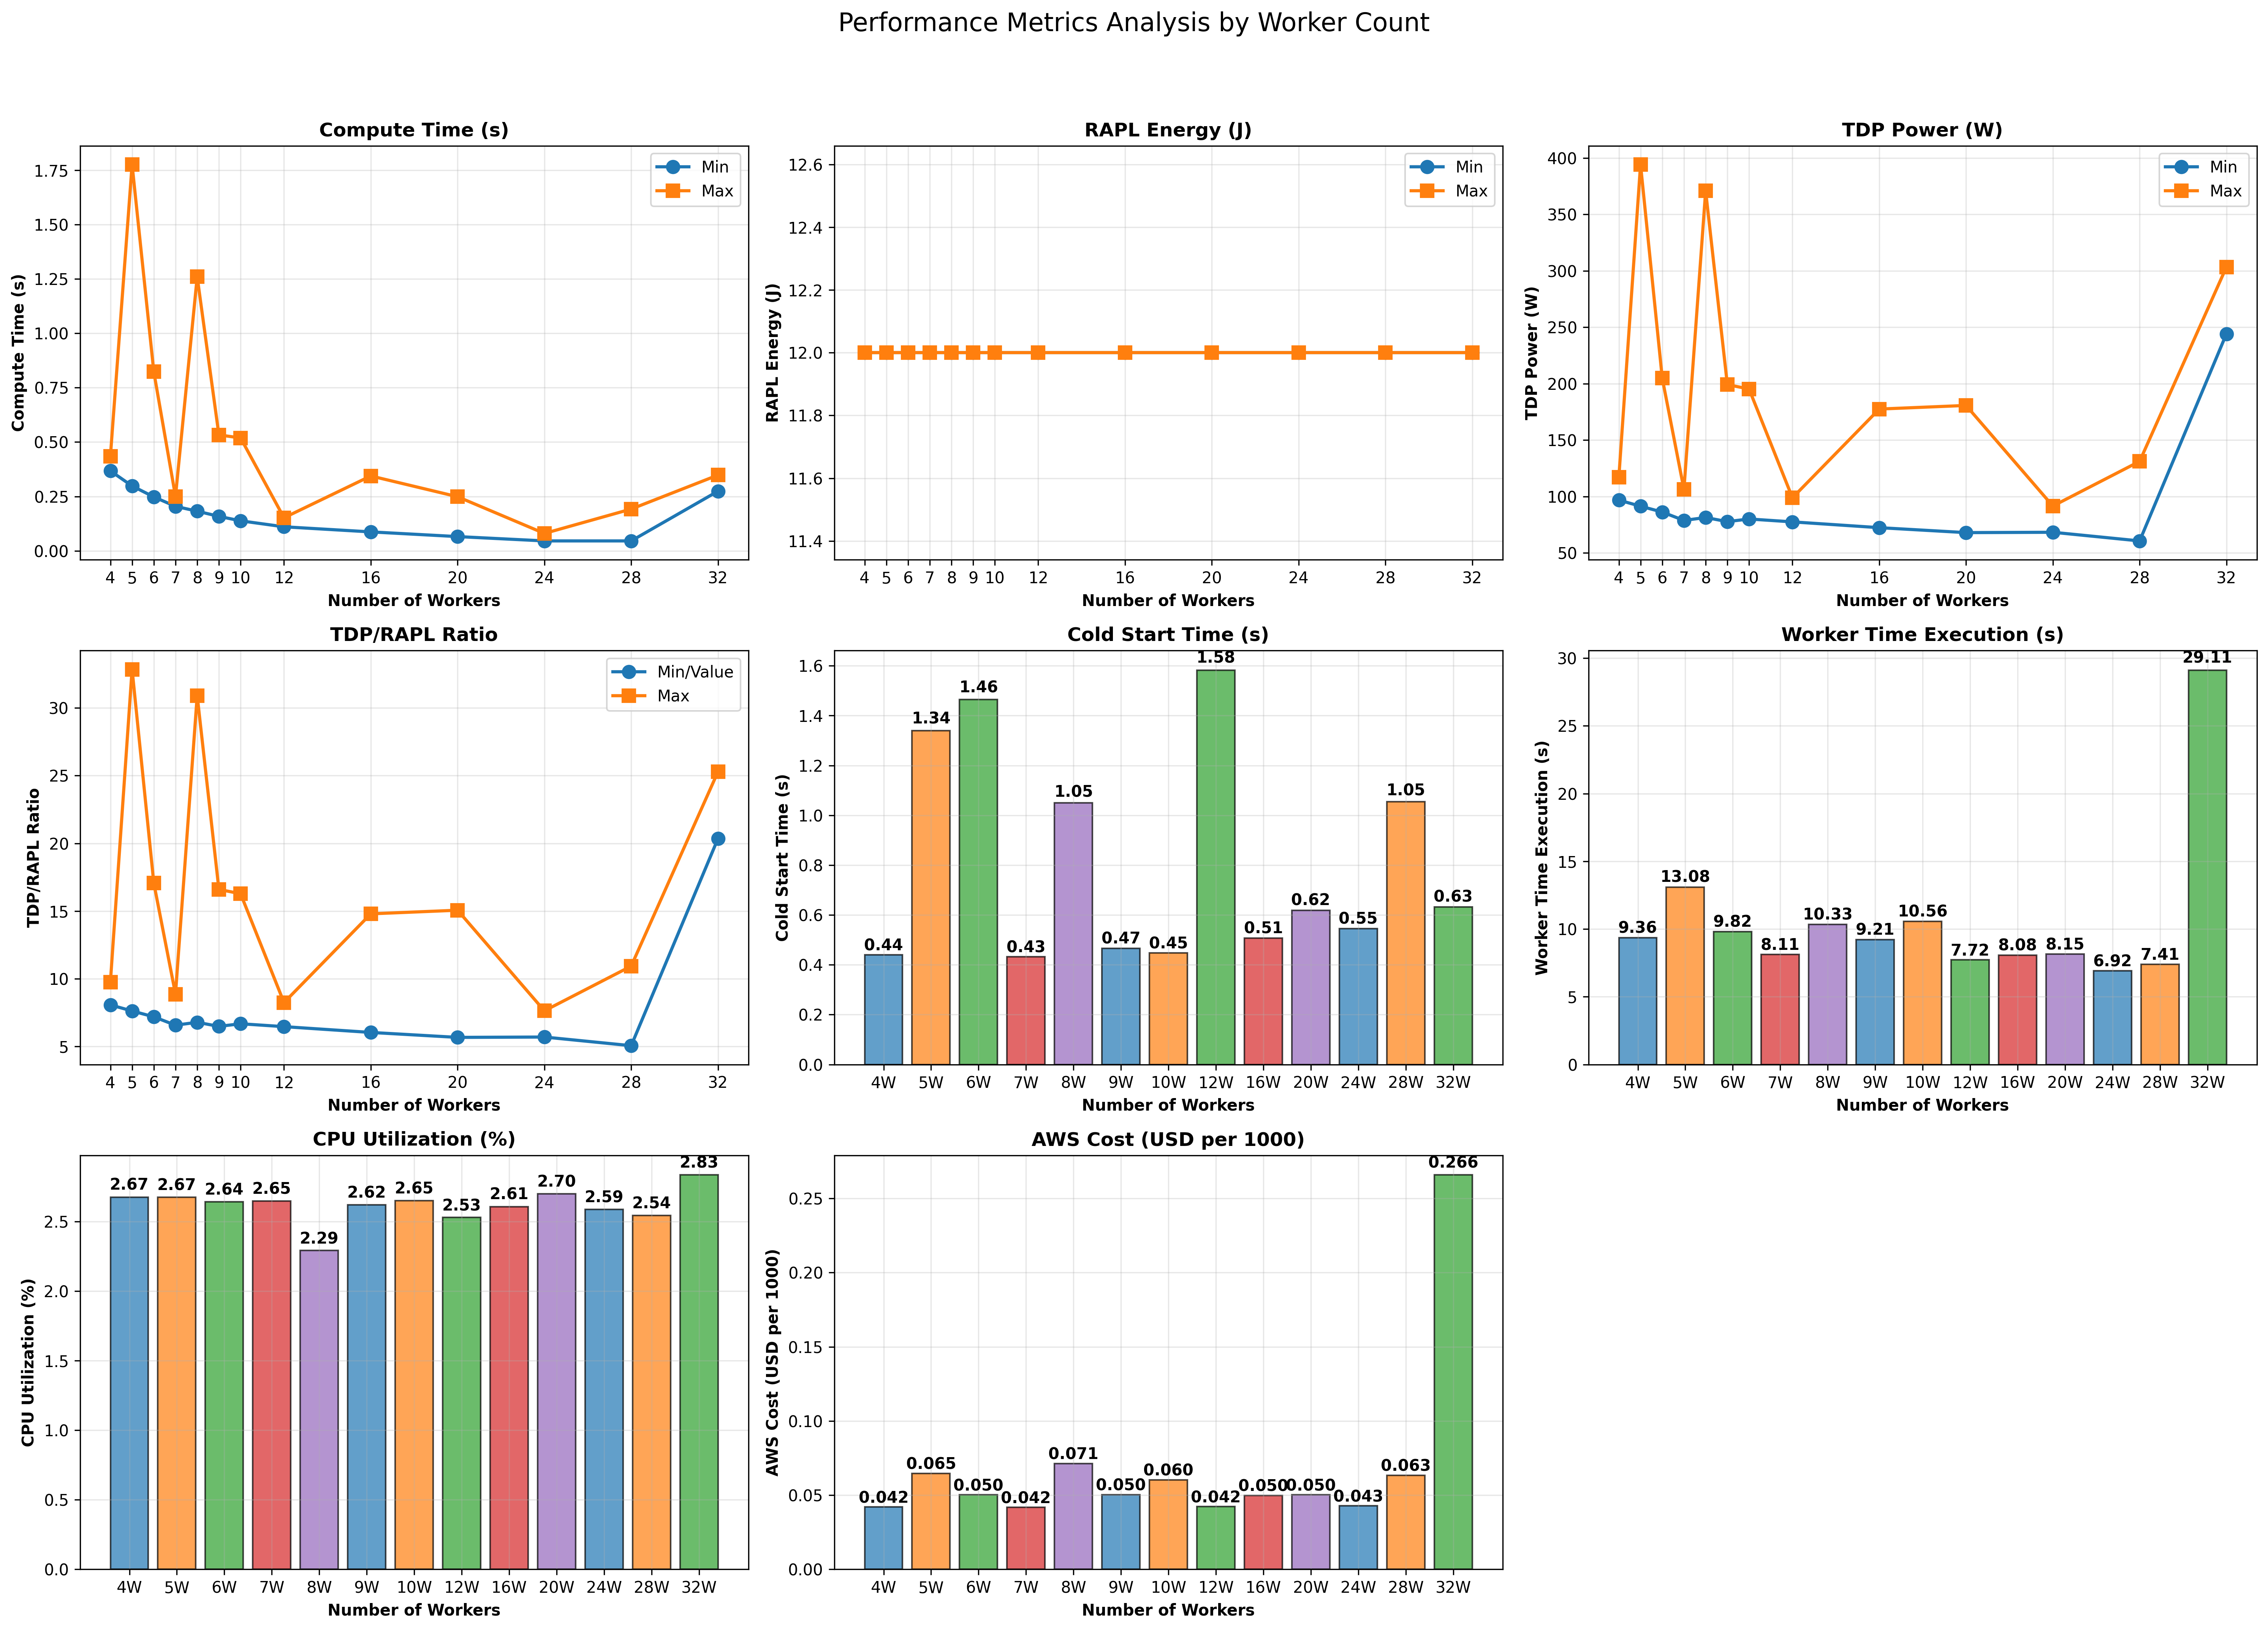 Performance Metrics Analysis by Worker Count
Compute Time (s)
Compute Time (s)
1.75
1.50
1.25
1.00
0.75
0.50
0.25
0.00
Min
Max
4 5 6 7 8 9 10 12 16 20 24 28 32
Number of Workers
RAPL Energy (J)
RAPL Energy (J)
12.6
12.4
12.2
12.0
11.8
11.6
11.4
Min
Max
4 5 6 7 8 9 10 12 16 20 24 28 32
Number of Workers
TDP Power (W)
TDP Power (W)
400
350
300
250
200
150
100
50
Min
Max
4 5 6 7 8 9 10 12 16 20 24 28 32
Number of Workers
TDP/RAPL Ratio
TDP/RAPL Ratio
30
25
20
15
10
5
Min/Value
Max
4 5 6 7 8 9 10 12 16 20 24 28 32
Number of Workers
Cold Start Time (s)
Cold Start Time (s)
1.6
1.4
1.2
1.0
0.8
0.6
0.4
0.2
0.0
0.44 1.34 1.46 0.43 1.05 0.47 0.45 1.58 0.51 0.62 0.55 1.05 0.63
4W 5W 6W 7W 8W 9W 10W 12W 16W 20W 24W 28W 32W
Number of Workers
Worker Time Execution (s)
Worker Time Execution (s)
30
25
20
15
10
5
0
9.36 13.08 9.82 8.11 10.33 9.21 10.56 7.72 8.08 8.15 6.92 7.41 29.11
4W 5W 6W 7W 8W 9W 10W 12W 16W 20W 24W 28W 32W
Number of Workers
CPU Utilization (%)
CPU Utilization (%)
2.5
2.0
1.5
1.0
0.5
0.0
2.67 2.67 2.64 2.65 2.29 2.62 2.65 2.53 2.61 2.70 2.59 2.54 2.83
4W 5W 6W 7W 8W 9W 10W 12W 16W 20W 24W 28W 32W
Number of Workers
AWS Cost (USD per 1000)
AWS Cost (USD per 1000)
0.25
0.20
0.15
0.10
0.05
0.00
0.042 0.065 0.050 0.042 0.071 0.050 0.060 0.042 0.050 0.050 0.043 0.063 0.266
4W 5W 6W 7W 8W 9W 10W 12W 16W 20W 24W 28W 32W
Number of Workers